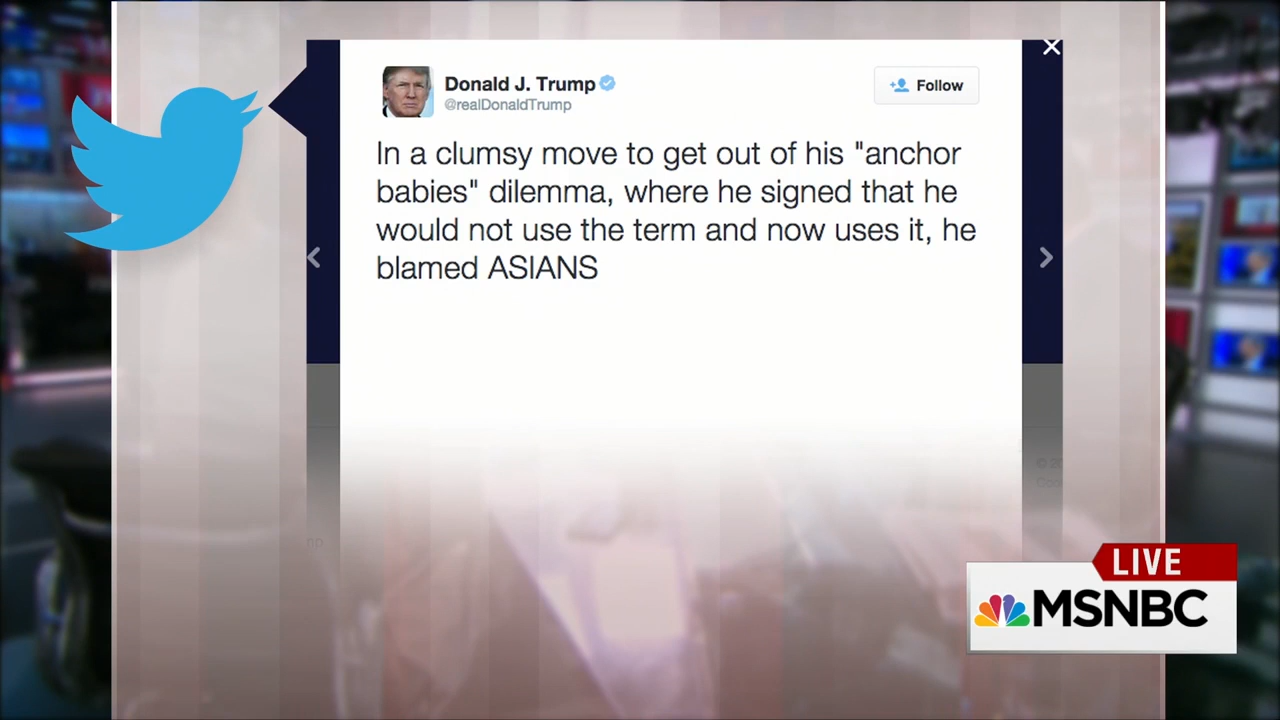 Donald J. Trump
@realDonaldTrump
Follow
In a clumsy move to get out of his "anchor
babies" dilemma, where he signed that he
would not use the term and now uses it, he
blamed ASIANS
LIVE
MSNBC